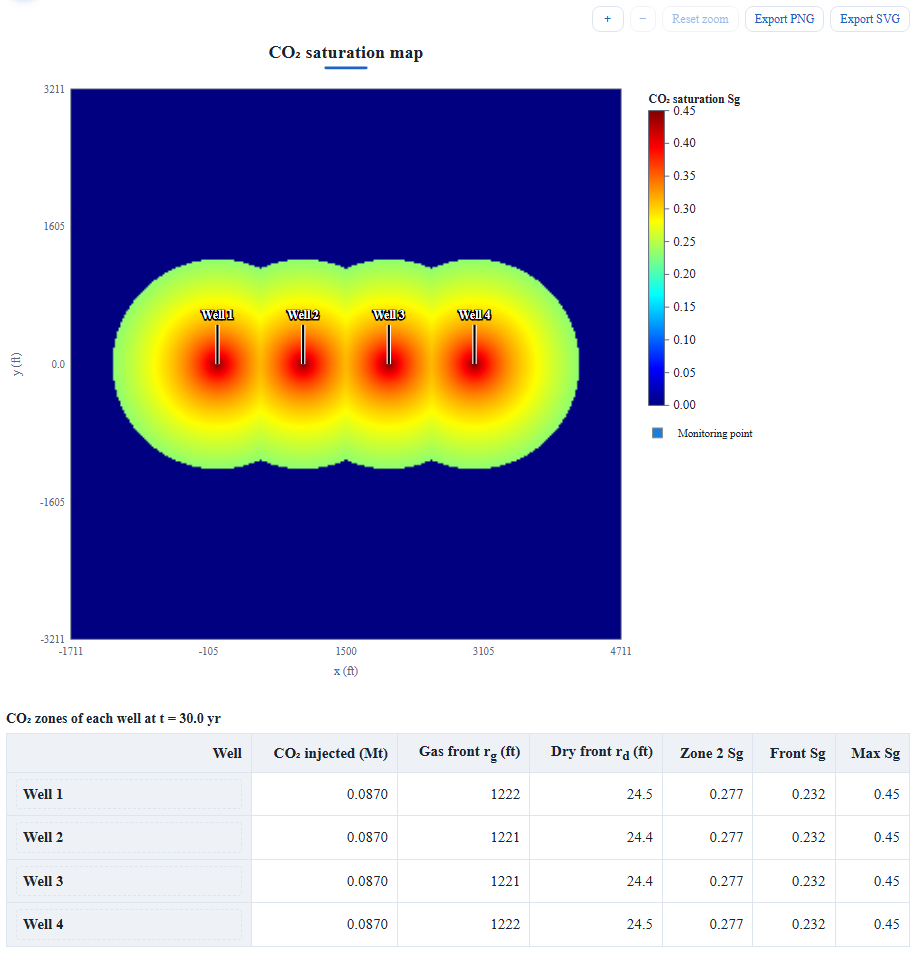 + − Reset zoom Export PNG Export SVG
CO₂ saturation map
CO₂ saturation Sg
3211
1605
0.0
-1605
-3211
y (ft)
Well 1 Well 2 Well 3 Well 4
-1711 -105 1500 3105 4711
x (ft)
0.45
0.40
0.35
0.30
0.25
0.20
0.15
0.10
0.05
0.00
Monitoring point
CO₂ zones of each well at t = 30.0 yr
Well CO₂ injected (Mt) Gas front rg (ft) Dry front rd (ft) Zone 2 Sg Front Sg Max Sg
Well 1 0.0870 1222 24.5 0.277 0.232 0.45
Well 2 0.0870 1221 24.4 0.277 0.232 0.45
Well 3 0.0870 1221 24.4 0.277 0.232 0.45
Well 4 0.0870 1222 24.5 0.277 0.232 0.45